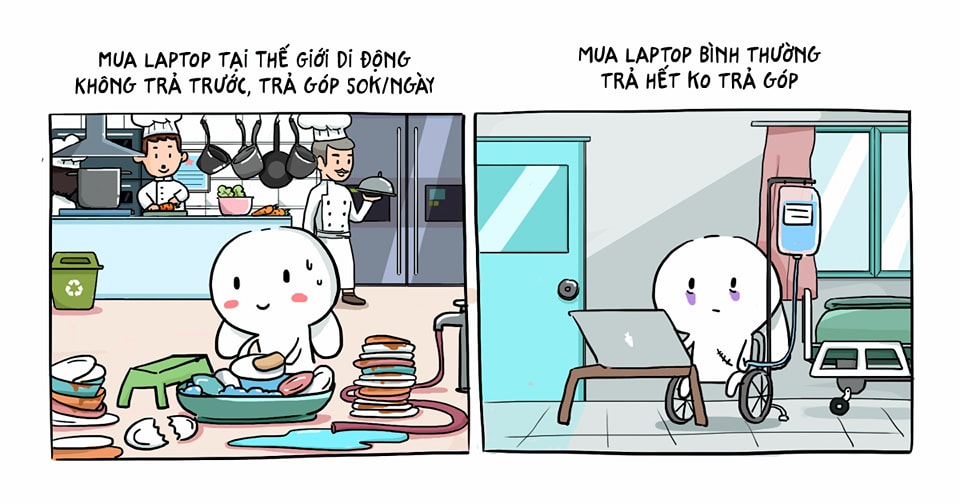 MUA LAPTOP TẠI THẾ GIỚI DI ĐỘNG
KHÔNG TRẢ TRƯỚC, TRẢ GÓP 50K/NGÀY
MUA LAPTOP BÌNH THƯỜNG
TRẢ HẾT KO TRẢ GÓP